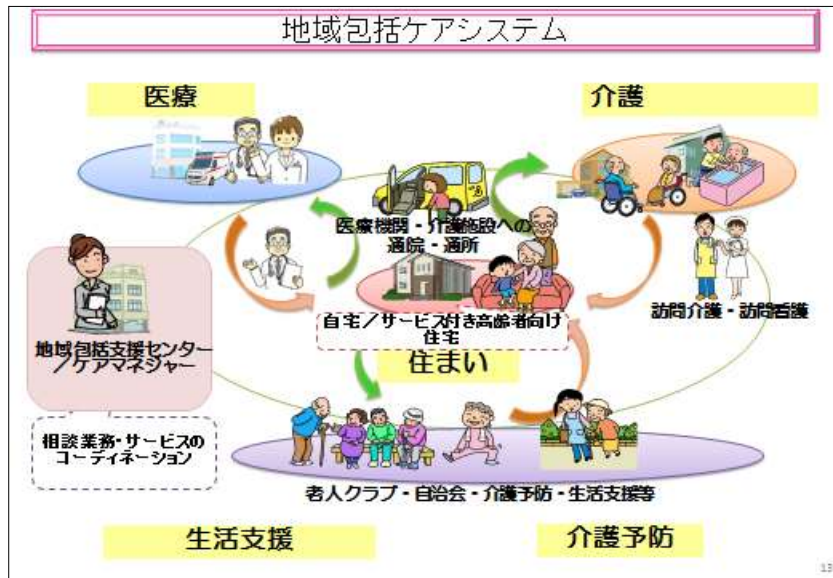 地域包括ケアシステム
医療
介護
医療機関・介護施設への
通院・通所
訪問介護・訪問看護
自宅/サービス付き高齢者向け
住宅
住まい
地域包括支援センター
/ケアマネジャー
相談業務・サービスの
コーディネーション
老人クラブ・自治会・介護予防・生活支援等
生活支援
介護予防
13